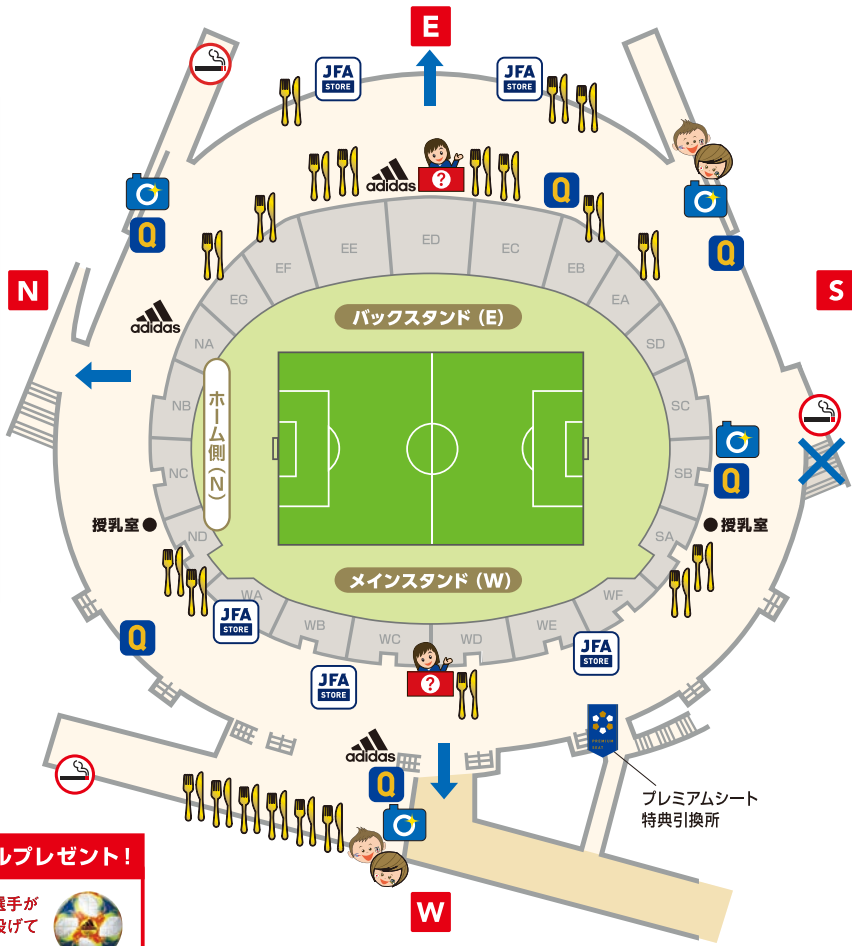 E
JFA
STORE
JFA
STORE
adidas
?
Q
Q
Q
N
S
ED
EE
EC
EF
EB
EG
EA
バックスタンド（E）
adidas
NA
SD
NB
SC
ホーム側（N）
NC
SB
Q
授乳室
授乳室
ND
SA
メインスタンド（W）
WA
WF
JFA
STORE
WB
WE
WC
WD
Q
JFA
STORE
JFA
STORE
?
PREMIUM
SEAT
adidas
Q
プレミアムシート
特典引換所
ルプレゼント！
選手が
投げて
W